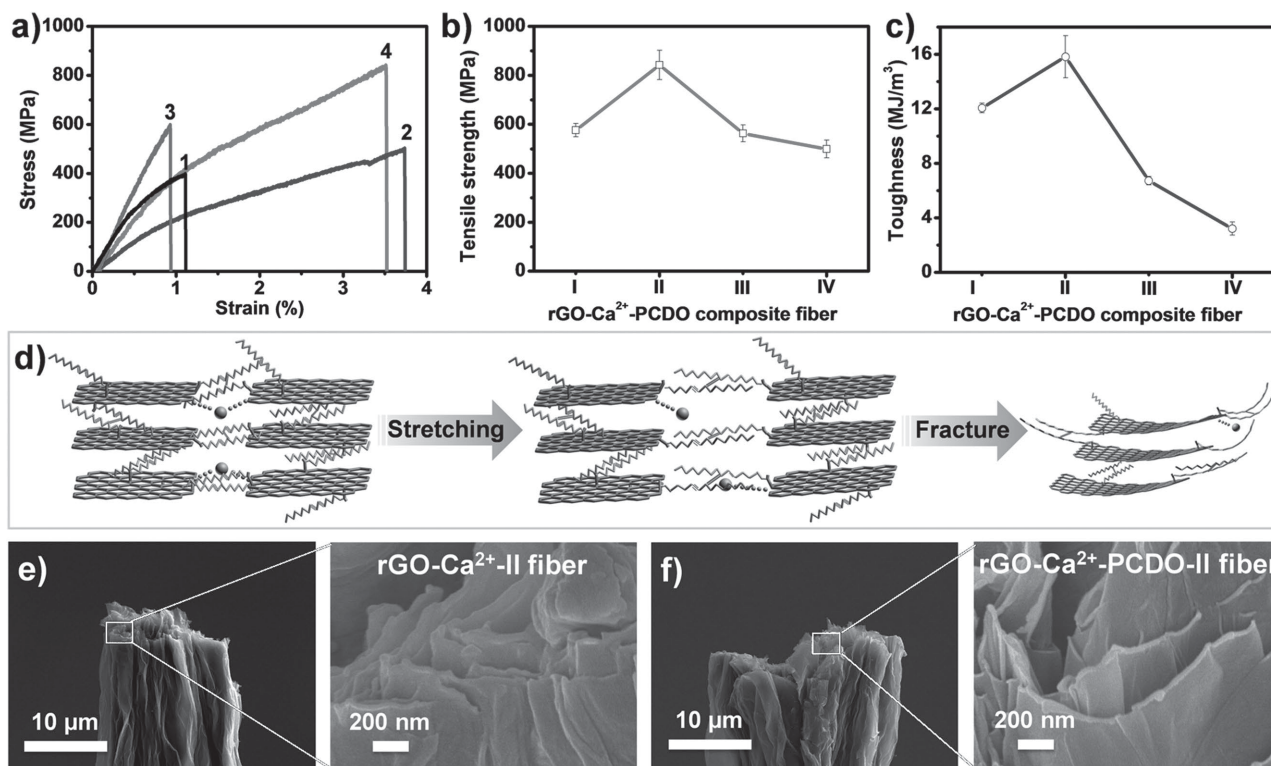 a)
1000
800
600
400
200
0
Stress (MPa)
0 1 2 3 4
Strain (%)
3
1
4
2
b)
1000
800
600
400
200
0
Tensile strength (MPa)
I II III IV
rGO-Ca²⁺-PCDO composite fiber
c)
16
12
8
4
0
Toughness (MJ/m³)
I II III IV
rGO-Ca²⁺-PCDO composite fiber
d)
Stretching
Fracture
e)
10 μm
rGO-Ca²⁺-II fiber
200 nm
f)
10 μm
rGO-Ca²⁺-PCDO-II fiber
200 nm